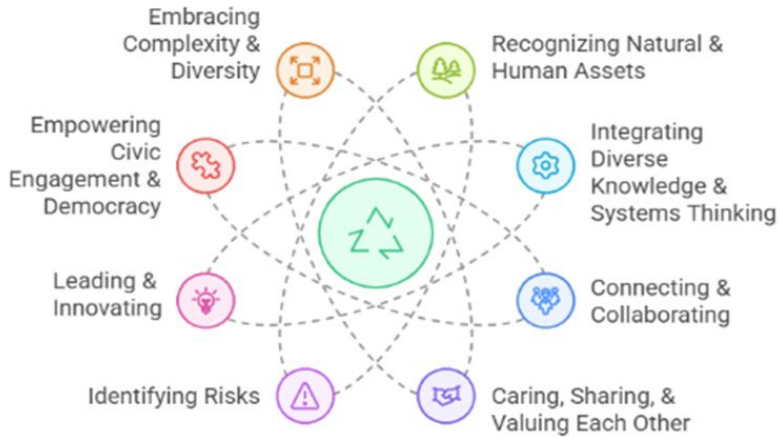 Embracing
Complexity &
Diversity
Recognizing Natural &
Human Assets
Empowering
Civic
Engagement &
Democracy
Integrating
Diverse
Knowledge &
Systems Thinking
Leading &
Innovating
Connecting &
Collaborating
Identifying Risks
Caring, Sharing, &
Valuing Each Other